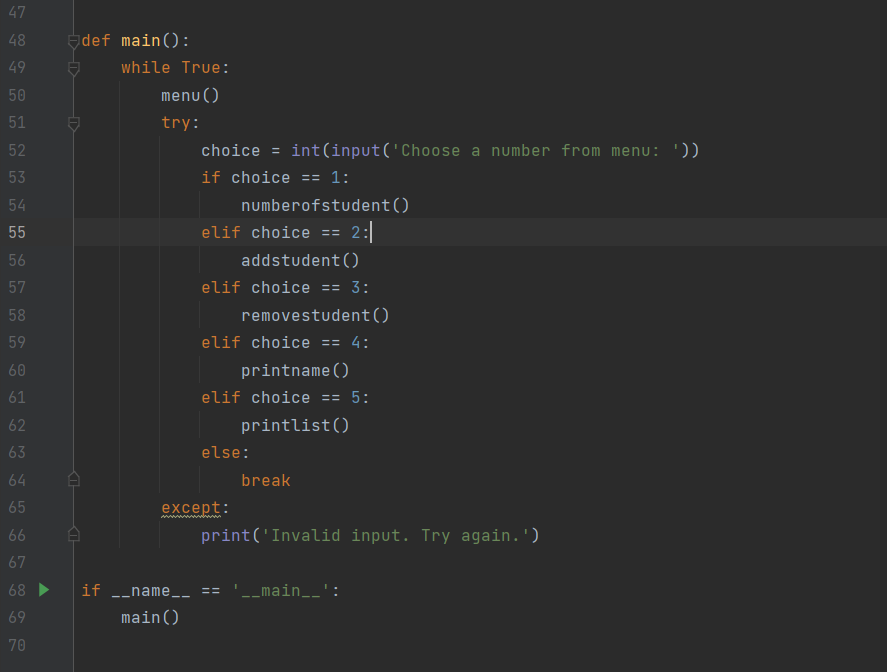 47
48 def main():
49     while True:
50         menu()
51         try:
52             choice = int(input('Choose a number from menu: '))
53             if choice == 1:
54                 numberofstudent()
55             elif choice == 2:
56                 addstudent()
57             elif choice == 3:
58                 removestudent()
59             elif choice == 4:
60                 printname()
61             elif choice == 5:
62                 printlist()
63             else:
64                 break
65         except:
66             print('Invalid input. Try again.')
67
68 if __name__ == '__main__':
69     main()
70